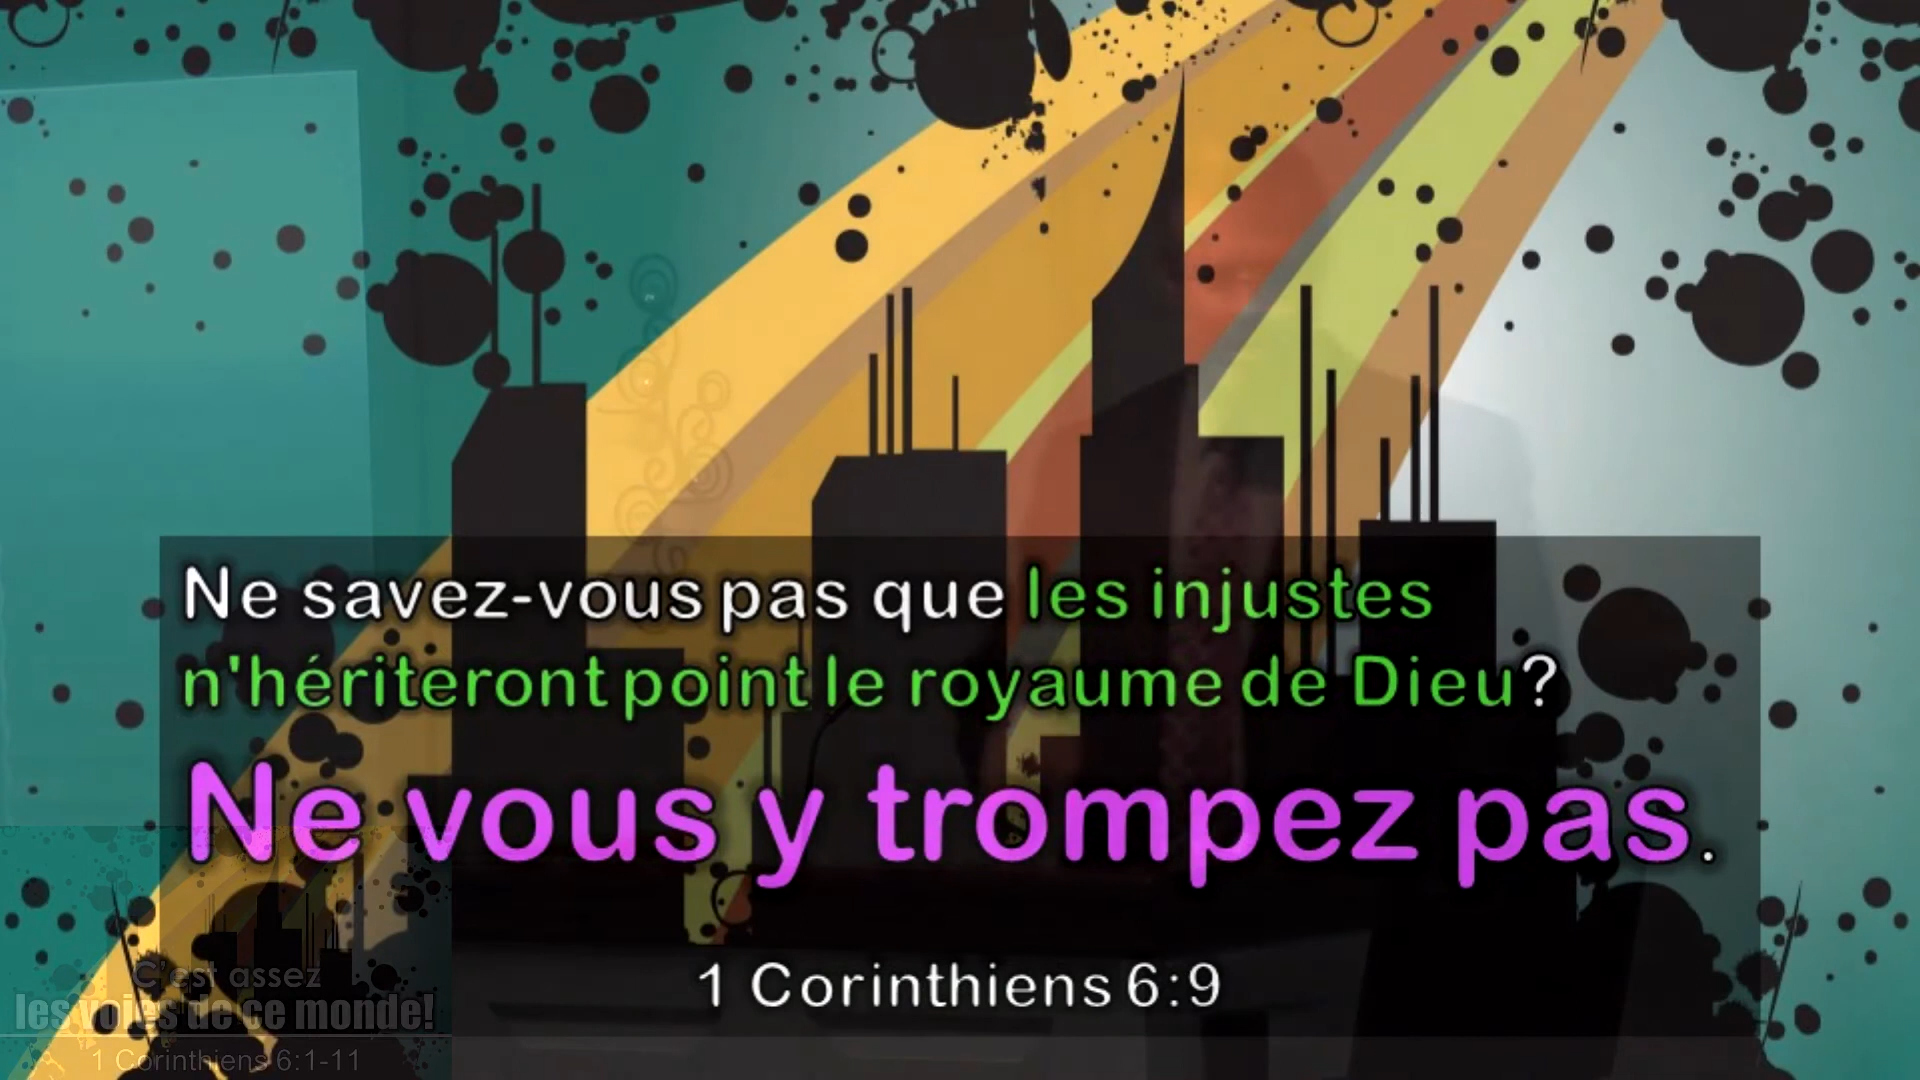 Ne savez-vous pas que les injustes
n'hériteront point le royaume de Dieu?
Ne vous y trompez pas.
1 Corinthiens 6:9
C'est assez
les voies de ce monde!
1 Corinthiens 6:1-11